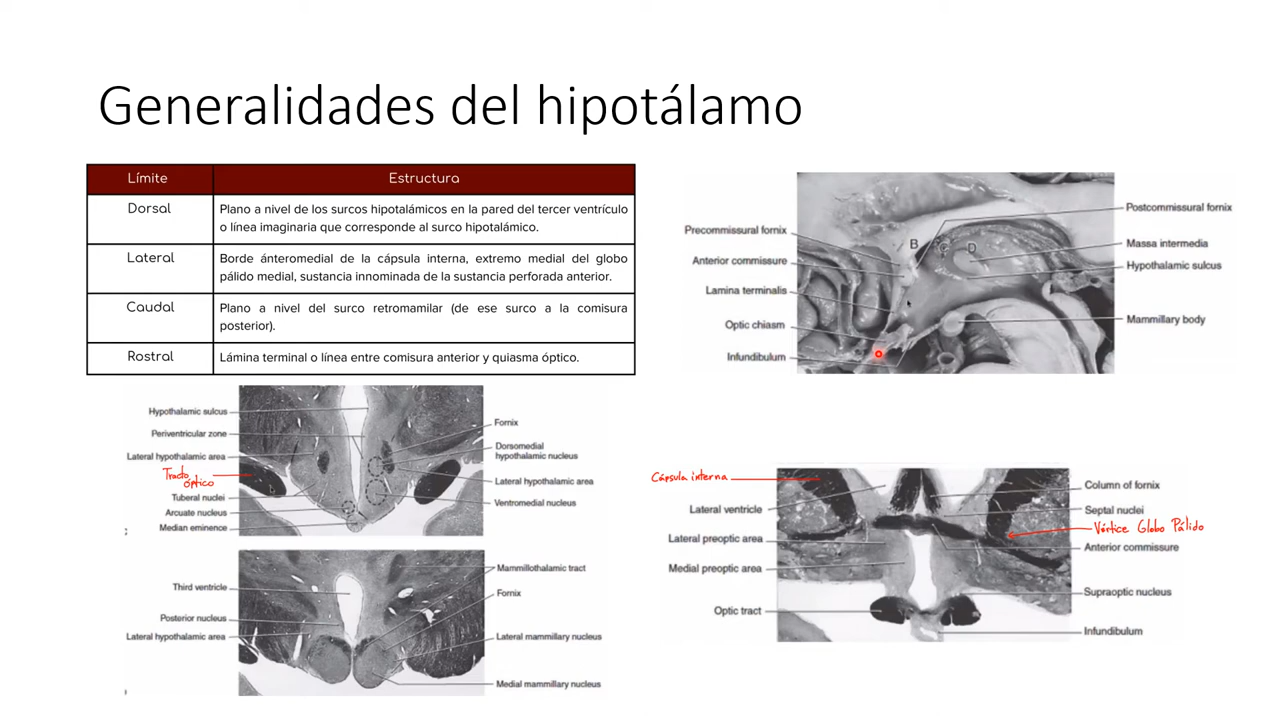 Generalidades del hipotálamo
Límite
Estructura
Dorsal
Plano a nivel de los surcos hipotalámicos en la pared del tercer ventrículo
o línea imaginaria que corresponde al surco hipotalámico.
Lateral
Borde ánteromedial de la cápsula interna, extremo medial del globo
pálido medial, sustancia innominada de la sustancia perforada anterior.
Caudal
Plano a nivel del surco retromamilar (de ese surco a la comisura
posterior).
Rostral
Lámina terminal o línea entre comisura anterior y quiasma óptico.
Precommissural fornix
Anterior commissure
Lamina terminalis
Optic chiasm
Infundibulum
B
C
D
Postcommissural fornix
Massa intermedia
Hypothalamic sulcus
Mammillary body
Hypothalamic sulcus
Periventricular zone
Lateral hypothalamic area
Tracto
óptico
Tuberal nuclei
Arcuate nucleus
Median eminence
Fornix
Dorsomedial
hypothalamic nucleus
Lateral hypothalamic area
Ventromedial nucleus
Third ventricle
Posterior nucleus
Lateral hypothalamic area
Mammillothalamic tract
Fornix
Lateral mammillary nucleus
Medial mammillary nucleus
Cápsula interna
Lateral ventricle
Lateral preoptic area
Medial preoptic area
Optic tract
Column of fornix
Septal nuclei
Vórtice Globo Pálido
Anterior commissure
Supraoptic nucleus
Infundibulum